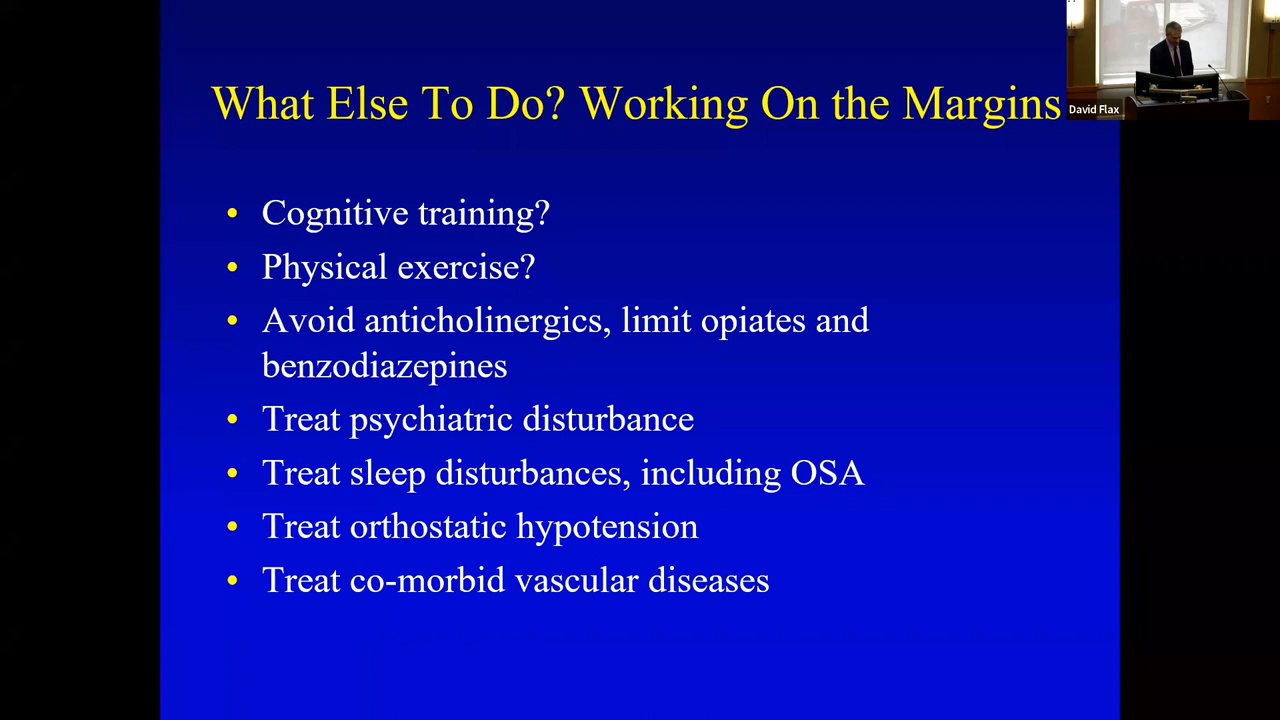 What Else To Do? Working On the Margins
David Flax
• Cognitive training?
• Physical exercise?
• Avoid anticholinergics, limit opiates and
benzodiazepines
• Treat psychiatric disturbance
• Treat sleep disturbances, including OSA
• Treat orthostatic hypotension
• Treat co-morbid vascular diseases